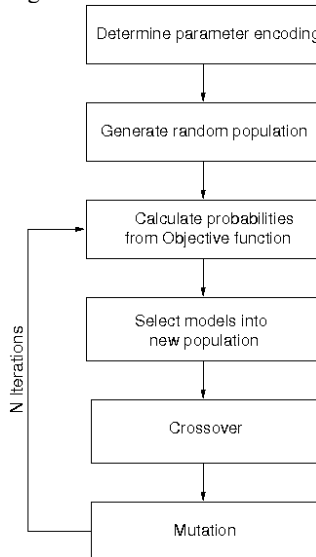 Determine parameter encoding
Generate random population
Calculate probabilities
from Objective function
Select models into
new population
Crossover
Mutation
N Iterations